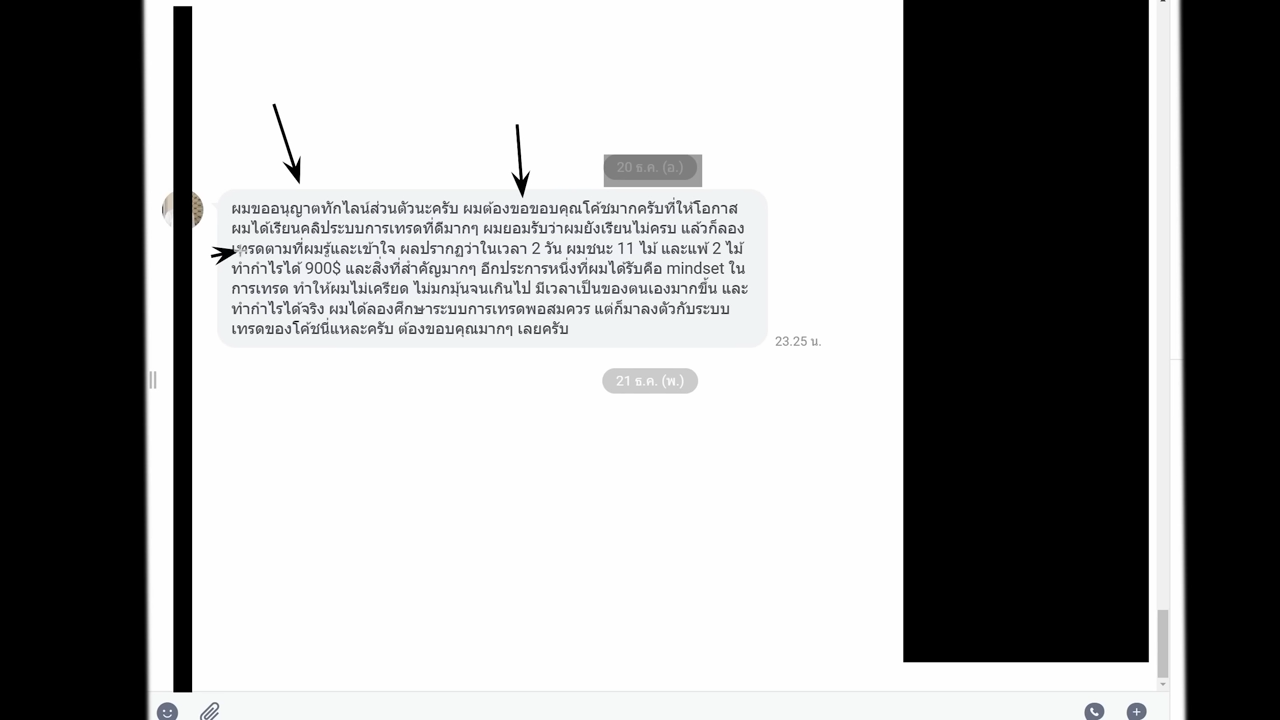 20 ธ.ค. (อ.)
ผมขออนุญาตทักไลน์ส่วนตัวนะครับ ผมต้องขอขอบคุณโค้ชมากครับที่ให้โอกาส
ผมได้เรียนคลิประบบการเทรดที่ดีมากๆ ผมยอมรับว่าผมยังเรียนไม่ครบ แล้วก็ลอง
เทรดตามที่ผมรู้และเข้าใจ ผลปรากฏว่าในเวลา 2 วัน ผมชนะ 11 ไม้ และแพ้ 2 ไม้
ทำกำไรได้ 900$ และสิ่งที่สำคัญมากๆ อีกประการหนึ่งที่ผมได้รับคือ mindset ใน
การเทรด ทำให้ผมไม่เครียด ไม่มกมุ้นจนเกินไป มีเวลาเป็นของตนเองมากขึ้น และ
ทำกำไรได้จริง ผมได้ลองศึกษาระบบการเทรดพอสมควร แต่ก็มาลงตัวกับระบบ
เทรดของโค้ชนี่แหละครับ ต้องขอบคุณมากๆ เลยครับ
23.25 น.
21 ธ.ค. (พ.)